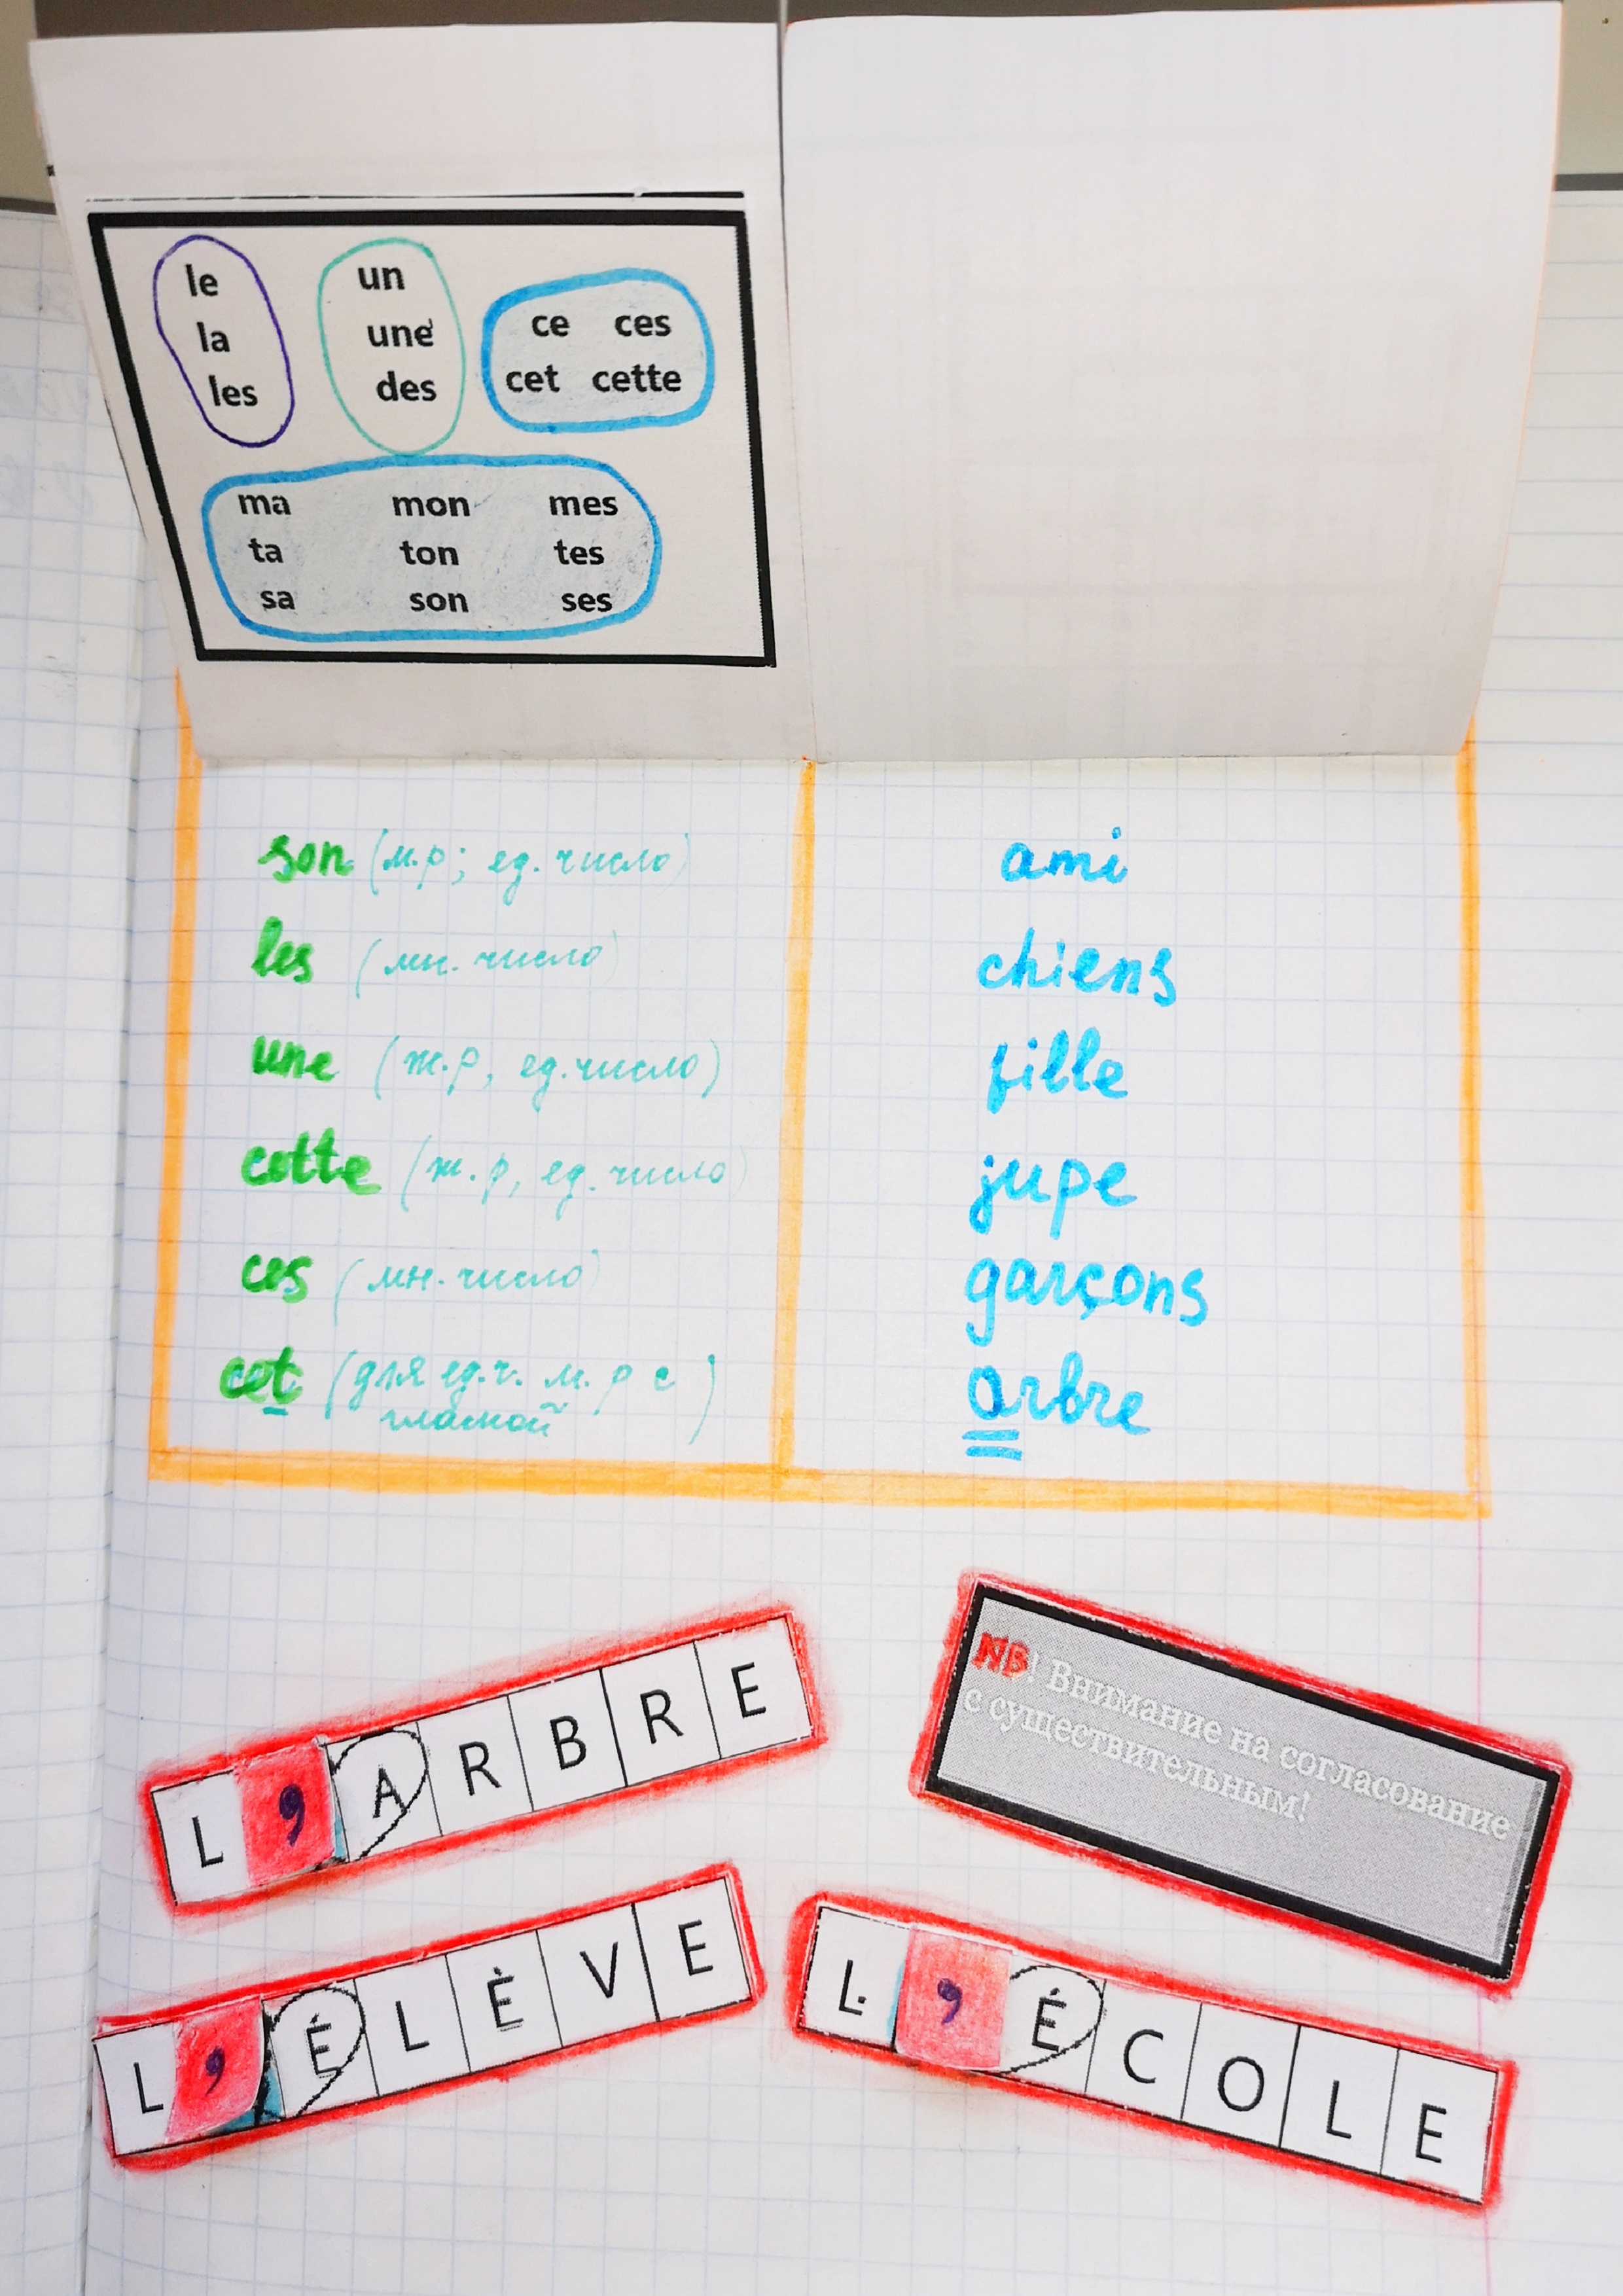 le
la
les
un
une
des
ce ces
cet cette
ma mon mes
ta ton tes
sa son ses
son (м.р; ед. число) ami
les (мн. число) chiens
une (ж.р, ед. число) fille
cette (ж.р, ед. число) jupe
ces (мн. число) garçons
cet (для ед.ч. м.р с гласной) arbre
L'ARBRE
NB! Внимание на согласование
с существительным!
L'ÉLÈVE
L'ÉCOLE